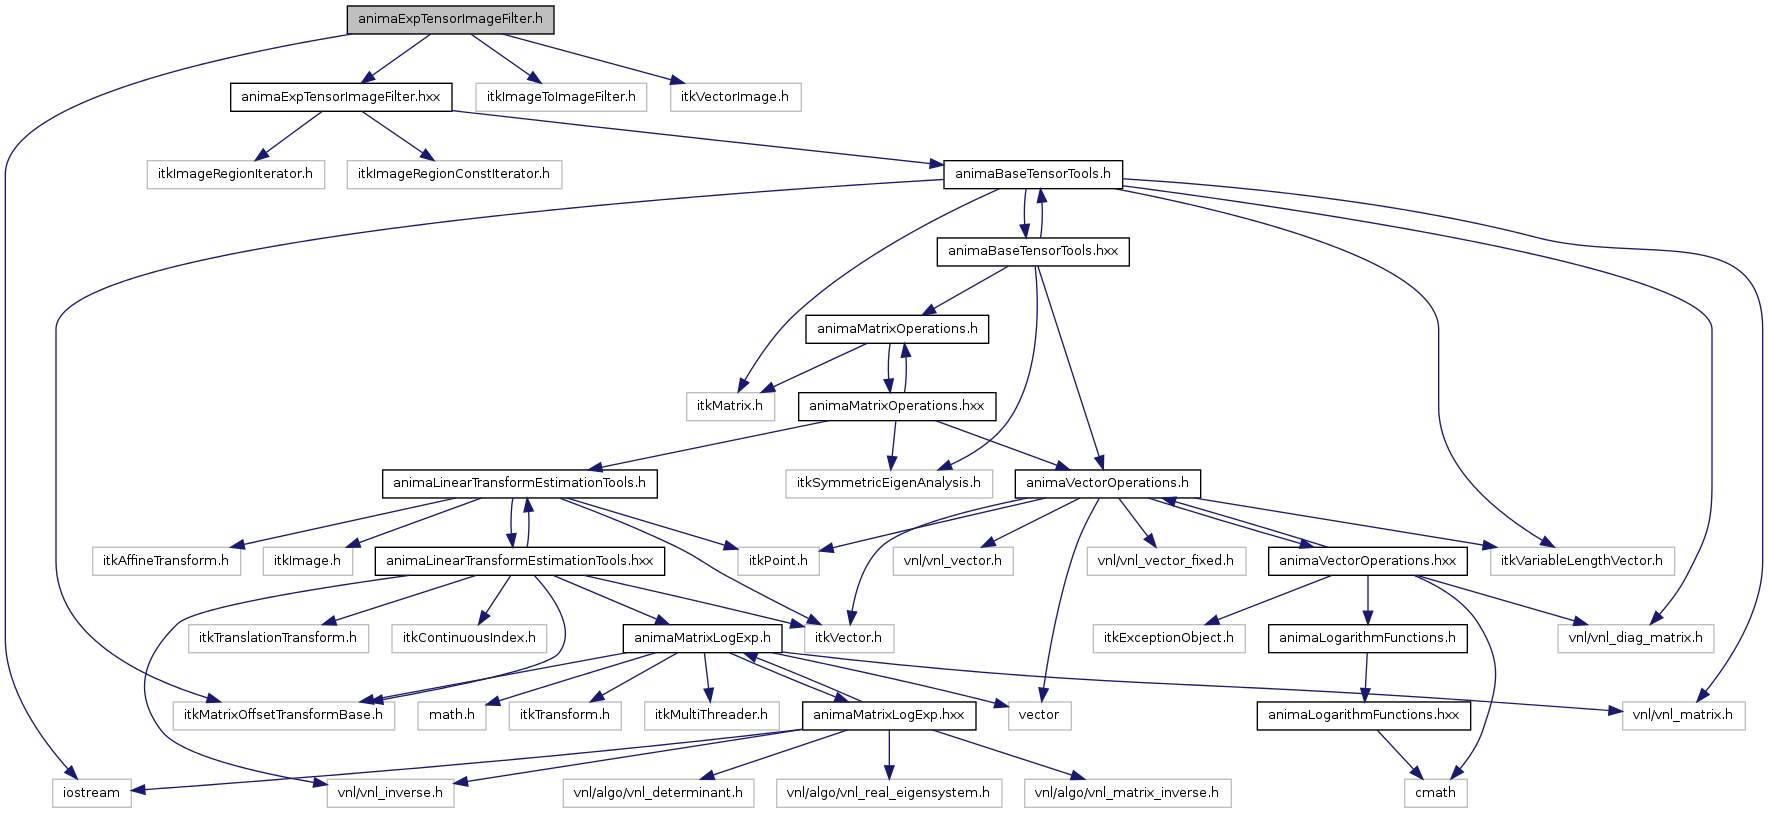 animaExpTensorImageFilter.h
animaExpTensorImageFilter.hxx
itkImageToImageFilter.h
itkVectorImage.h
itkImageRegionIterator.h
itkImageRegionConstIterator.h
animaBaseTensorTools.h
animaBaseTensorTools.hxx
animaMatrixOperations.h
itkMatrix.h
animaMatrixOperations.hxx
animaLinearTransformEstimationTools.h
itkSymmetricEigenAnalysis.h
animaVectorOperations.h
itkAffineTransform.h
itkImage.h
animaLinearTransformEstimationTools.hxx
itkPoint.h
vnl/vnl_vector.h
vnl/vnl_vector_fixed.h
animaVectorOperations.hxx
itkVariableLengthVector.h
itkTranslationTransform.h
itkContinuousIndex.h
animaMatrixLogExp.h
itkVector.h
itkExceptionObject.h
animaLogarithmFunctions.h
vnl/vnl_diag_matrix.h
itkMatrixOffsetTransformBase.h
math.h
itkTransform.h
itkMultiThreader.h
animaMatrixLogExp.hxx
vector
animaLogarithmFunctions.hxx
vnl/vnl_matrix.h
iostream
vnl/vnl_inverse.h
vnl/algo/vnl_determinant.h
vnl/algo/vnl_real_eigensystem.h
vnl/algo/vnl_matrix_inverse.h
cmath